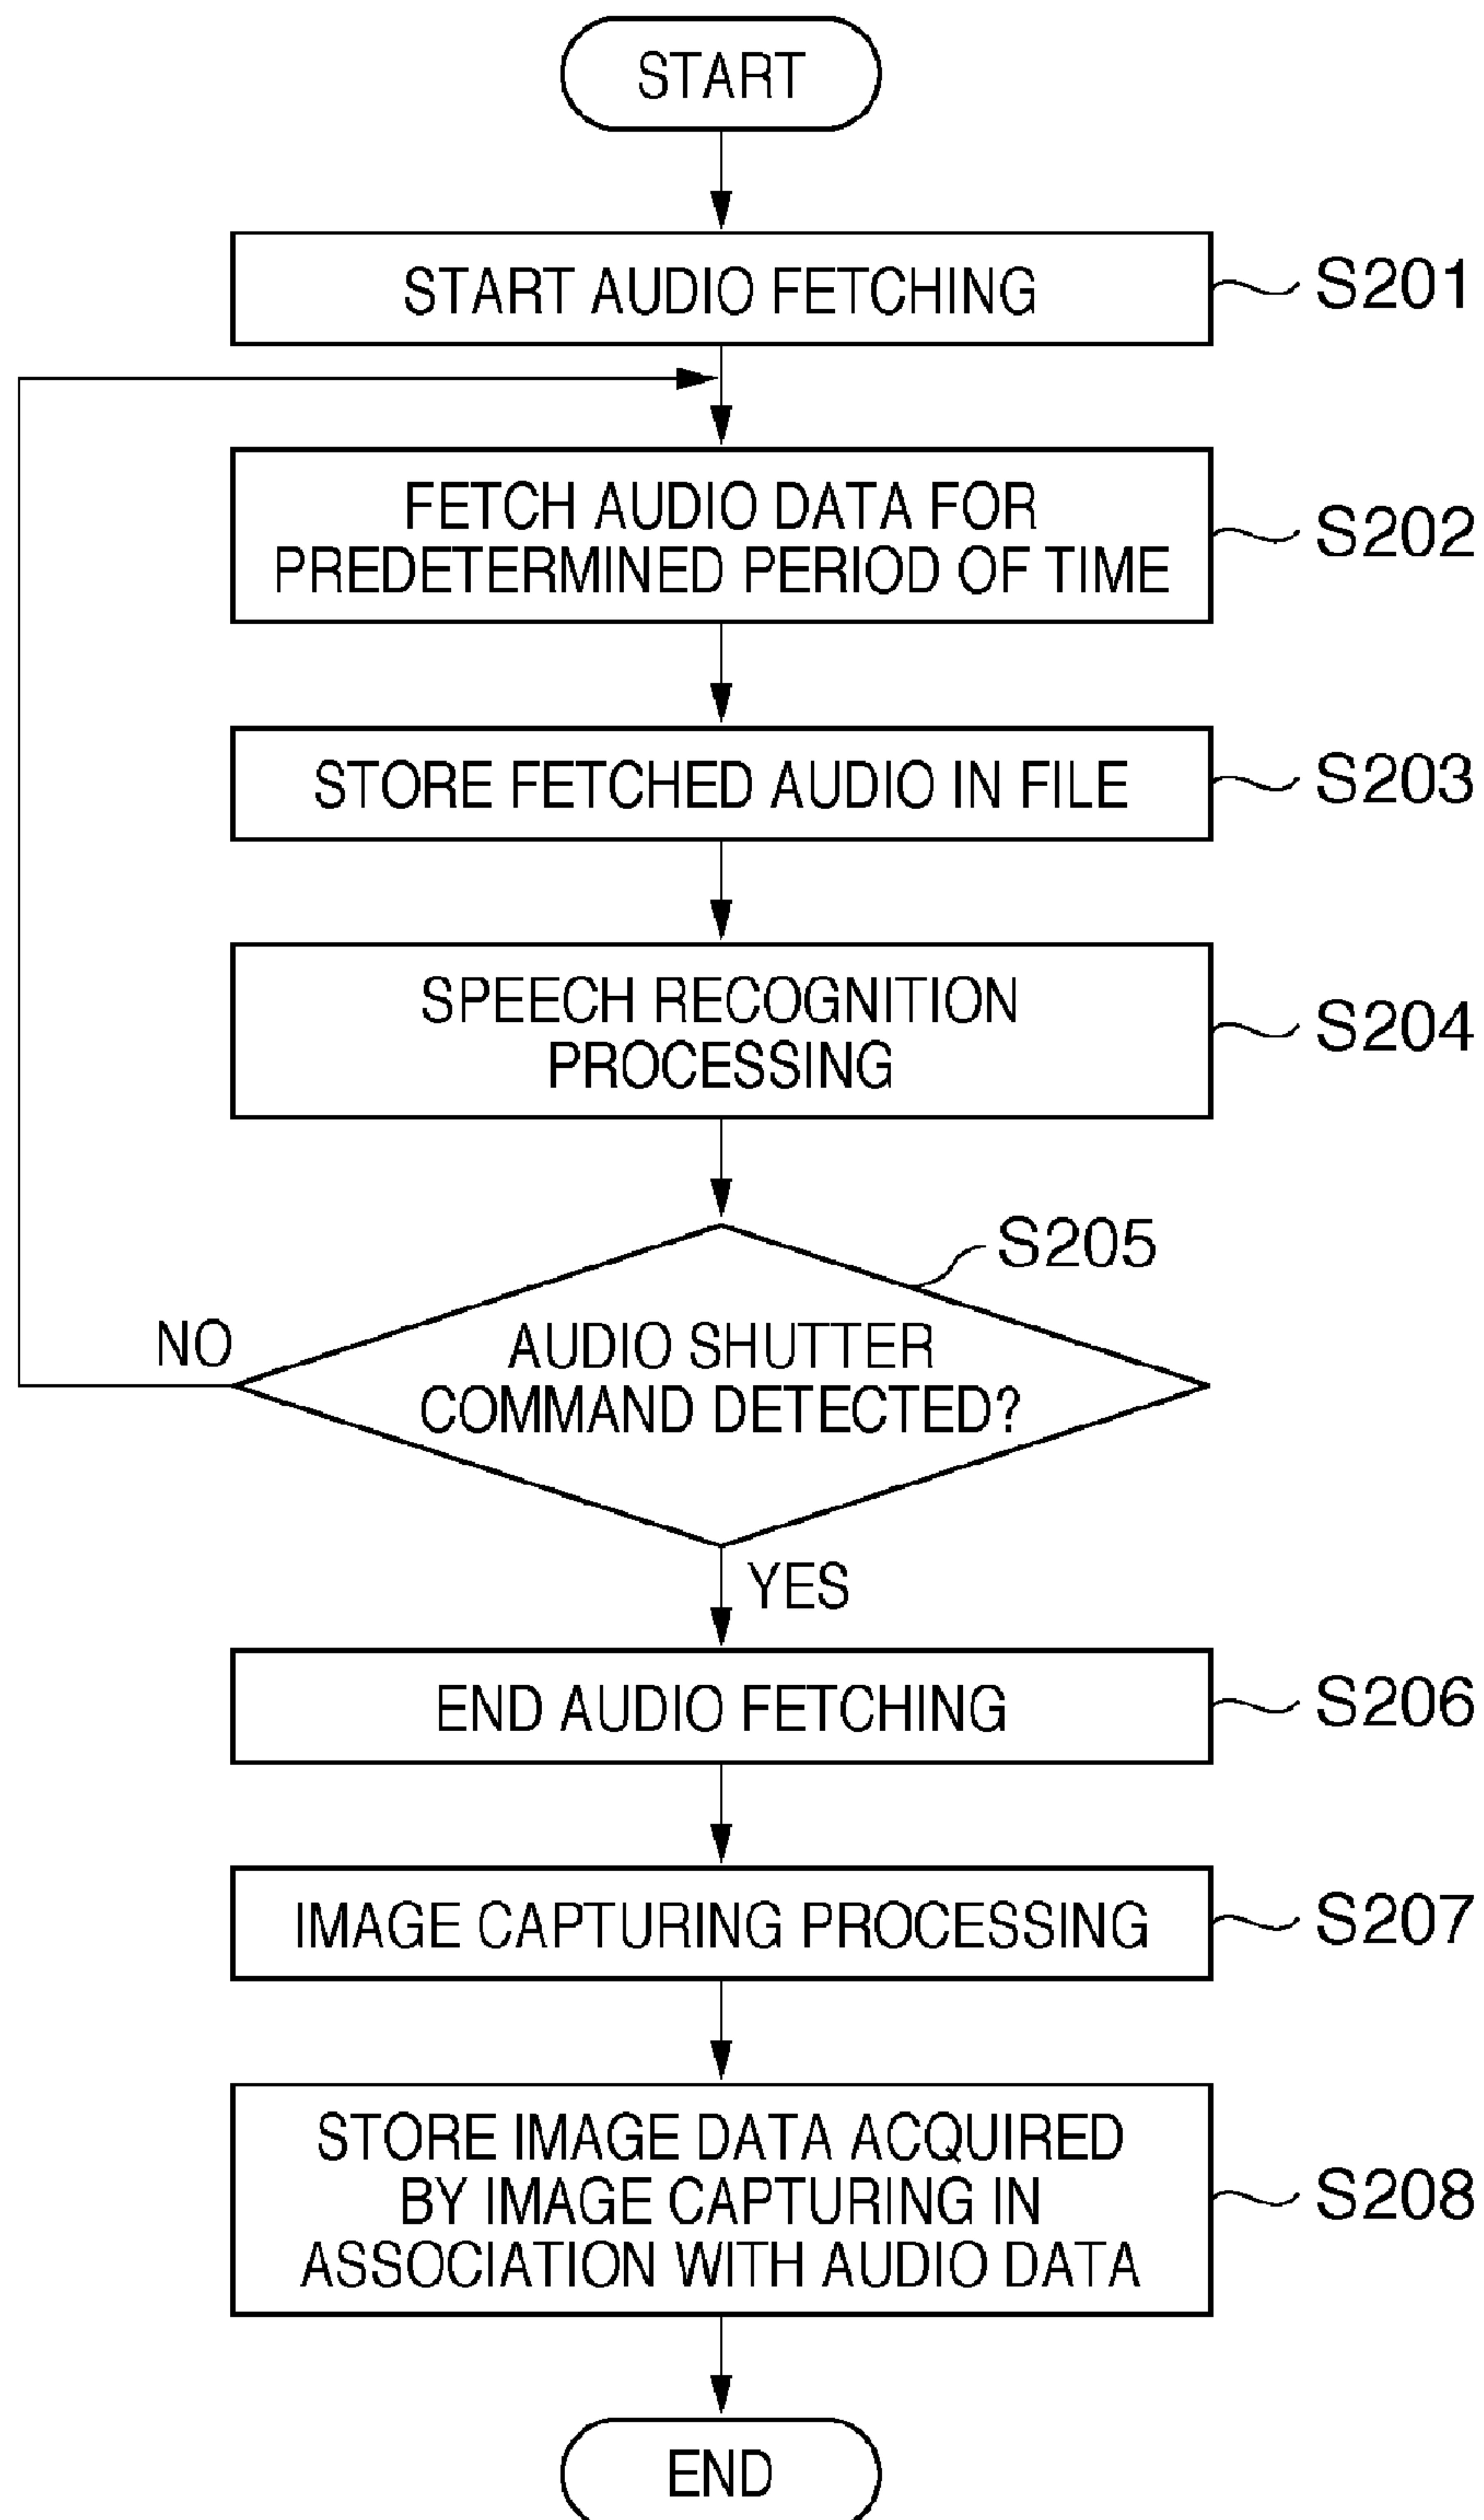 START
START AUDIO FETCHING
S201
FETCH AUDIO DATA FOR
PREDETERMINED PERIOD OF TIME
S202
STORE FETCHED AUDIO IN FILE
S203
SPEECH RECOGNITION
PROCESSING
S204
S205
AUDIO SHUTTER
COMMAND DETECTED?
NO
YES
END AUDIO FETCHING
S206
IMAGE CAPTURING PROCESSING
S207
STORE IMAGE DATA ACQUIRED
BY IMAGE CAPTURING IN
ASSOCIATION WITH AUDIO DATA
S208
END